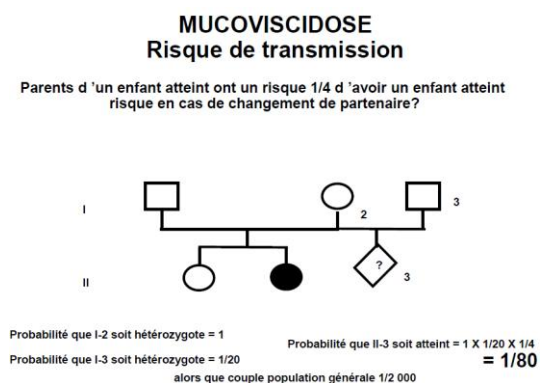 MUCOVISCIDOSE
Risque de transmission
Parents d 'un enfant atteint ont un risque 1/4 d 'avoir un enfant atteint
risque en cas de changement de partenaire?
I
2
3
II
?
3
Probabilité que I-2 soit hétérozygote = 1
Probabilité que I-3 soit hétérozygote = 1/20
Probabilité que II-3 soit atteint = 1 X 1/20 X 1/4
= 1/80
alors que couple population générale 1/2 000